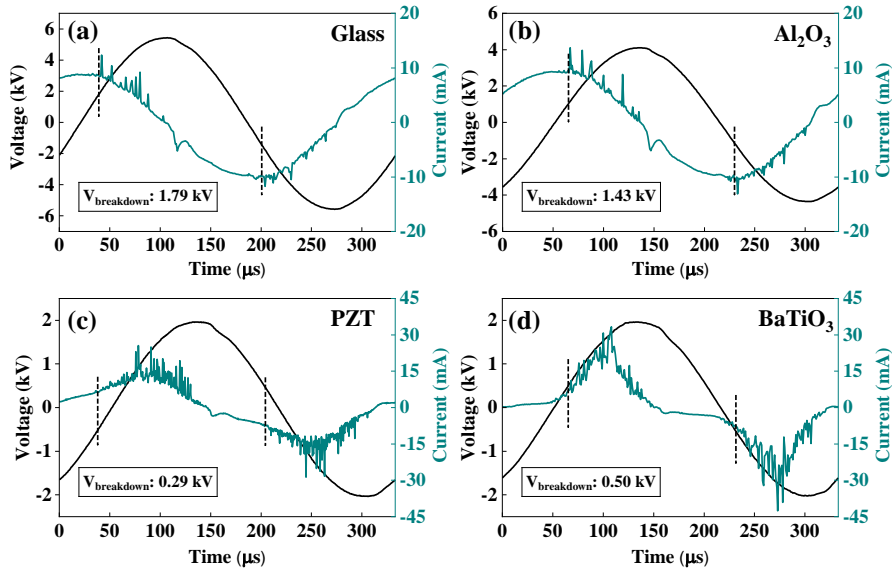 (a) Glass
Voltage (kV)
6
4
2
0
-2
-4
-6
Current (mA)
20
10
0
-10
-20
V_breakdown: 1.79 kV
0 50 100 150 200 250 300
Time (μs)
(b) Al₂O₃
Voltage (kV)
6
4
2
0
-2
-4
-6
Current (mA)
20
10
0
-10
-20
V_breakdown: 1.43 kV
0 50 100 150 200 250 300
Time (μs)
(c) PZT
Voltage (kV)
2
1
0
-1
-2
Current (mA)
45
30
15
0
-15
-30
-45
V_breakdown: 0.29 kV
0 50 100 150 200 250 300
Time (μs)
(d) BaTiO₃
Voltage (kV)
2
1
0
-1
-2
Current (mA)
45
30
15
0
-15
-30
-45
V_breakdown: 0.50 kV
0 50 100 150 200 250 300
Time (μs)